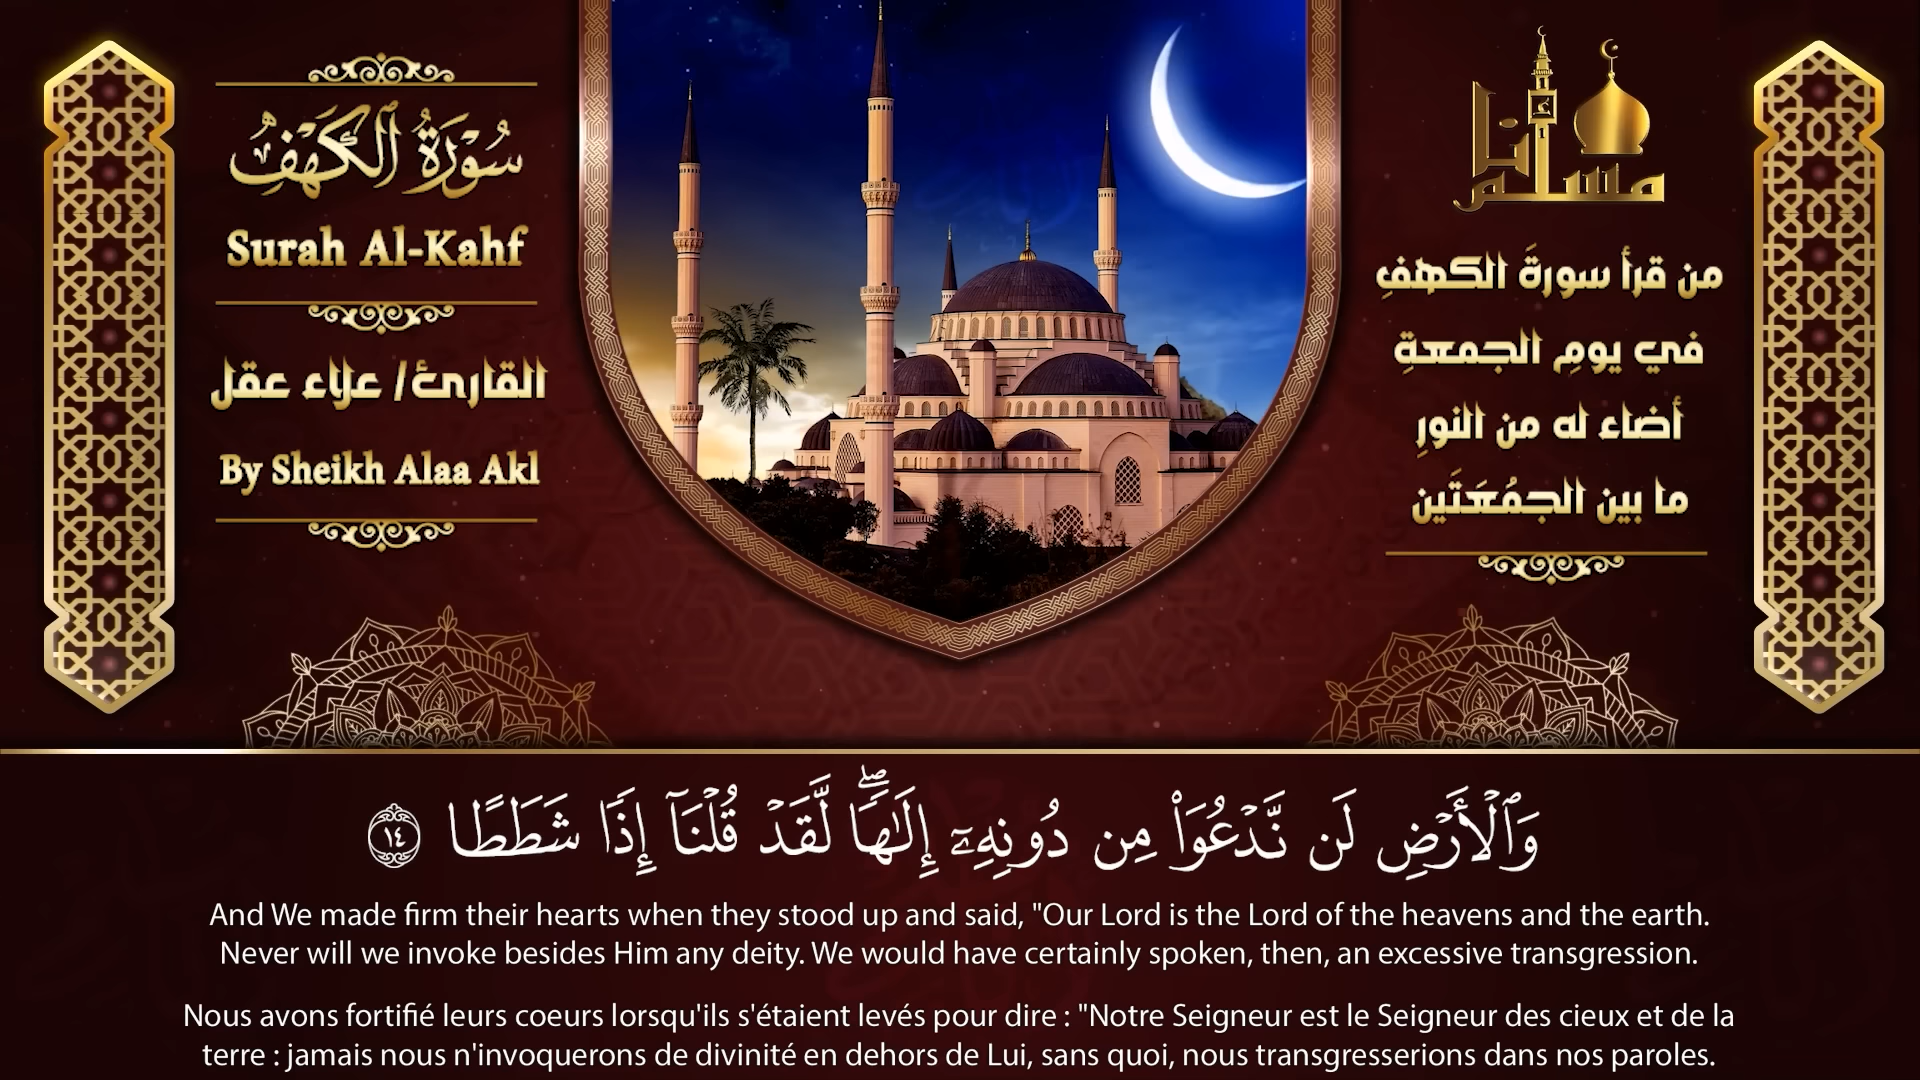 سُورَةُ الكَهْفِ
Surah Al-Kahf
القارئ/ علاء عقل
By Sheikh Alaa Akl
أنا مسلم
من قرأ سورةَ الكهفِ
في يومِ الجمعةِ
أضاء له من النورِ
ما بين الجمُعَتَين
وَٱلۡأَرۡضِ لَن نَّدۡعُوَاْ مِن دُونِهِۦٓ إِلَٰهٗاۖ لَّقَدۡ قُلۡنَآ إِذٗا شَطَطًا ١٤
And We made firm their hearts when they stood up and said, "Our Lord is the Lord of the heavens and the earth.
Never will we invoke besides Him any deity. We would have certainly spoken, then, an excessive transgression.
Nous avons fortifié leurs coeurs lorsqu'ils s'étaient levés pour dire : "Notre Seigneur est le Seigneur des cieux et de la
terre : jamais nous n'invoquerons de divinité en dehors de Lui, sans quoi, nous transgresserions dans nos paroles.